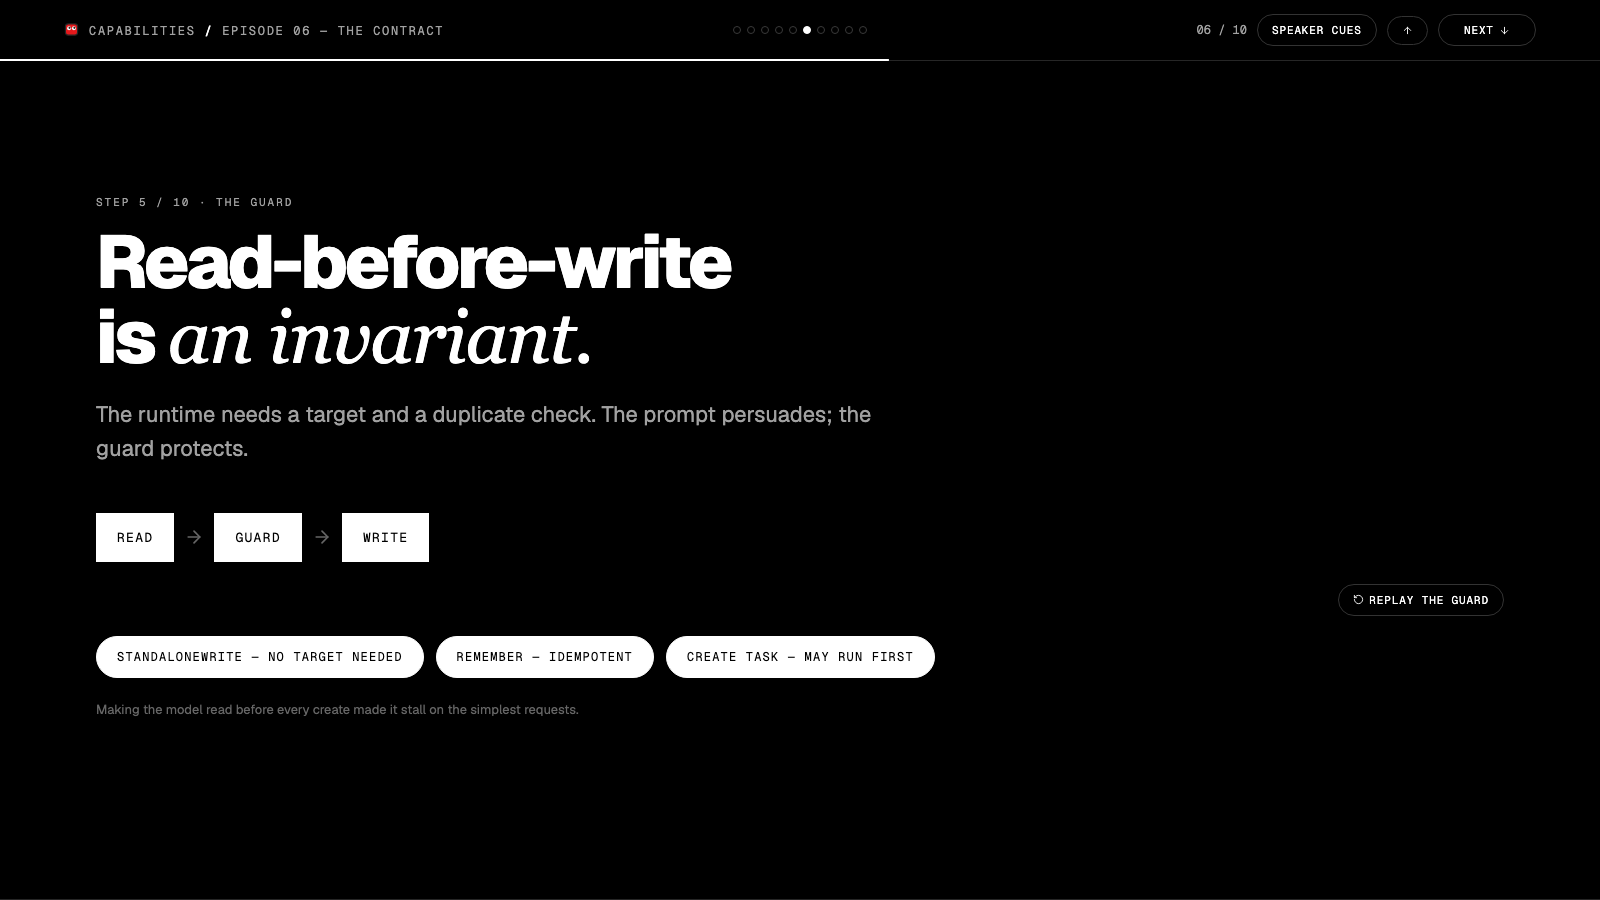 CAPABILITIES / EPISODE 06 — THE CONTRACT
06 / 10
SPEAKER CUES
↑
NEXT ↓
STEP 5 / 10 · THE GUARD
Read-before-write
is an invariant.
The runtime needs a target and a duplicate check. The prompt persuades; the
guard protects.
READ → GUARD → WRITE
REPLAY THE GUARD
STANDALONEWRITE — NO TARGET NEEDED
REMEMBER — IDEMPOTENT
CREATE TASK — MAY RUN FIRST
Making the model read before every create made it stall on the simplest requests.